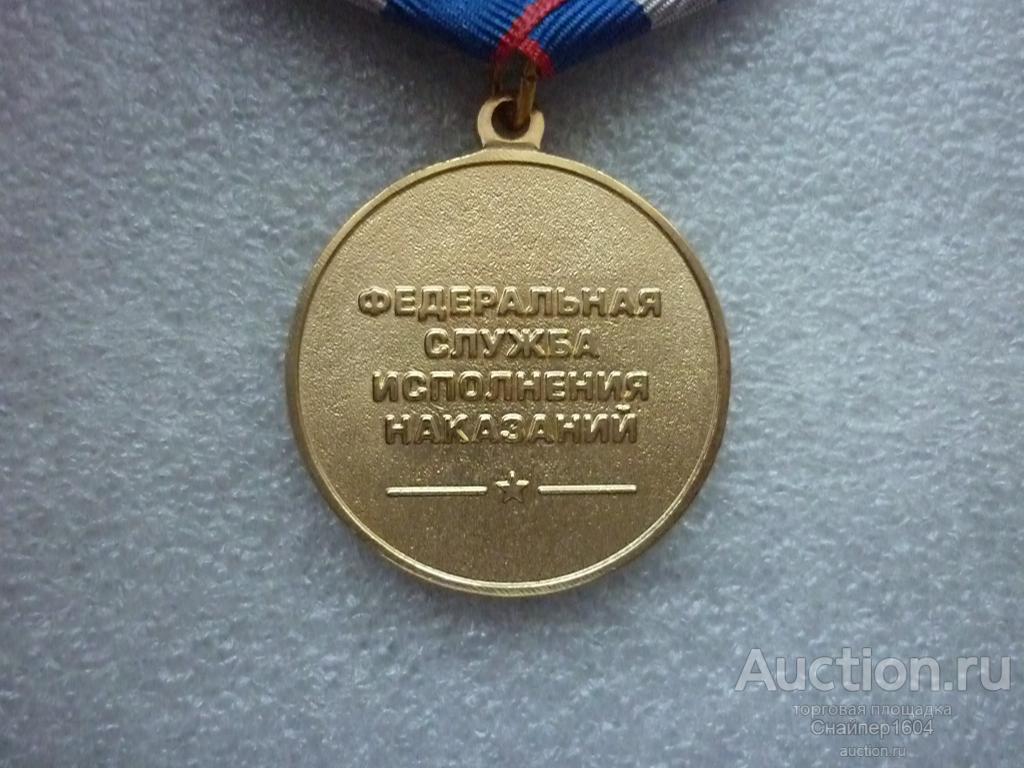 ФЕДЕРАЛЬНАЯ
СЛУЖБА
ИСПОЛНЕНИЯ
НАКАЗАНИЙ
Auction.ru
торговая площадка
Снайпер1604
auction.ru